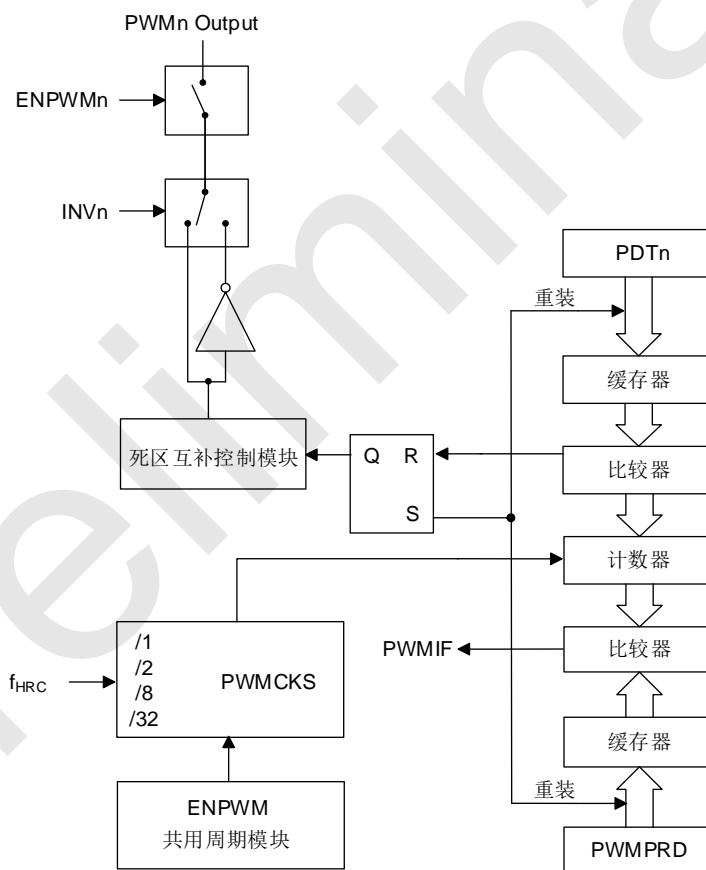 PWMn Output
ENPWMn
INVn
PDTn
重装
缓存器
死区互补控制模块
Q R
S
比较器
计数器
/1
/2
/8
/32
PWMCKS
fHRC
PWMIF
比较器
缓存器
ENPWM
共用周期模块
重装
PWMPRD